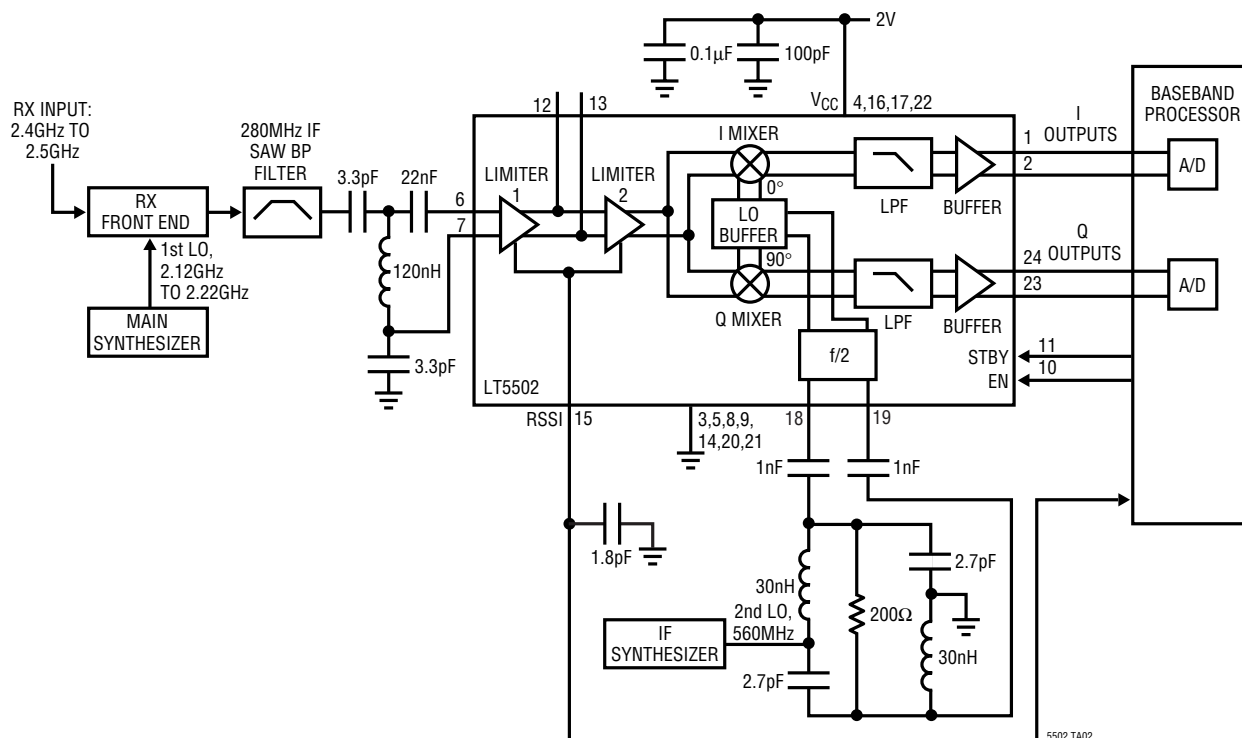 2V
0.1µF
100pF
12
13
VCC
4,16,17,22
RX INPUT:
2.4GHz TO
2.5GHz
280MHz IF
SAW BP
FILTER
3.3pF
22nF
6
7
LIMITER
1
LIMITER
2
I MIXER
0°
LO
BUFFER
90°
Q MIXER
LPF
BUFFER
LPF
BUFFER
1
2
I
OUTPUTS
Q
OUTPUTS
24
23
BASEBAND
PROCESSOR
A/D
A/D
RX
FRONT END
1st LO,
2.12GHz
TO 2.22GHz
MAIN
SYNTHESIZER
120nH
3.3pF
f/2
STBY
11
EN
10
LT5502
RSSI
15
3,5,8,9,
14,20,21
18
19
1nF
1nF
1.8pF
30nH
2nd LO,
560MHz
IF
SYNTHESIZER
2.7pF
200Ω
2.7pF
30nH
5502 TA02